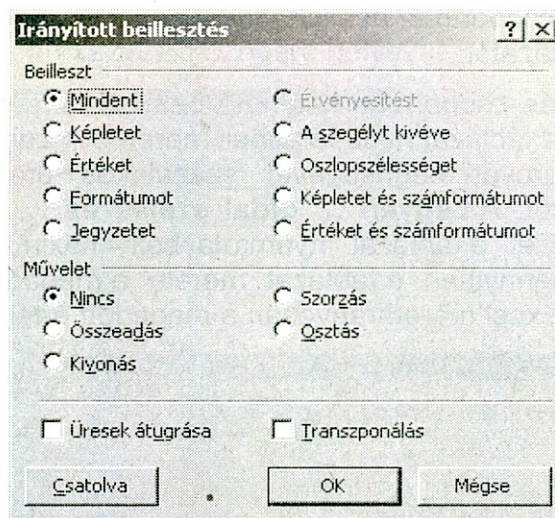 Irányított beillesztés
Beilleszt
Mindent
Képletet
Értéket
Formátumot
Jegyzetet
Érvényesítést
A szegélyt kivéve
Oszlopszélességet
Képletet és számformátumot
Értéket és számformátumot
Művelet
Nincs
Összeadás
Kivonás
Szorzás
Osztás
Üresek átugrása
Transzponálás
Csatolva
OK
Mégse